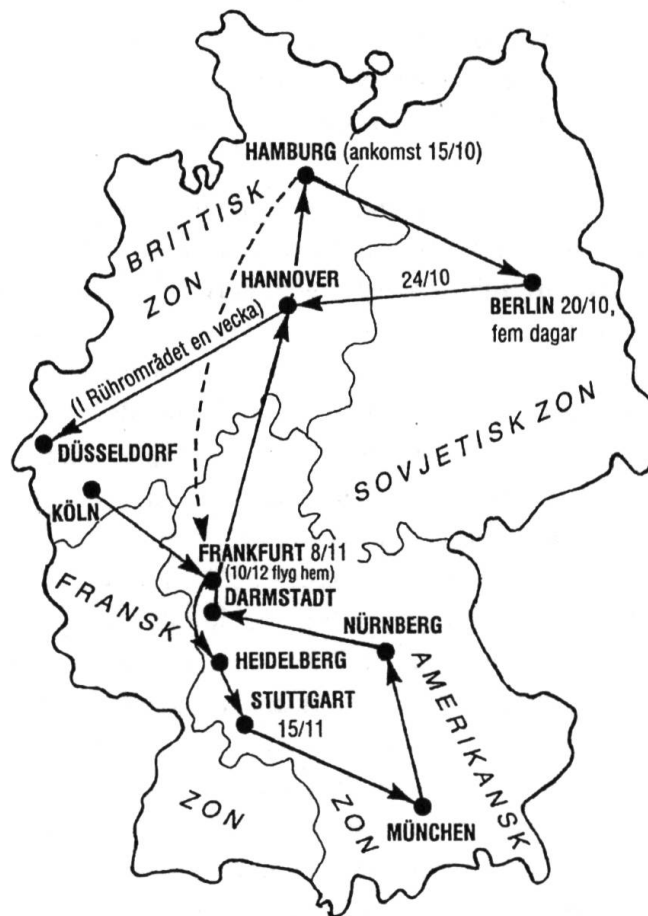 HAMBURG (ankomst 15/10)
BRITTISK
ZON
HANNOVER
24/10
BERLIN 20/10,
fem dagar
(I Rührområdet en vecka)
DÜSSELDORF
SOVJETISK ZON
KÖLN
FRANKFURT 8/11
(10/12 flyg hem)
FRANSK
DARMSTADT
NÜRNBERG
HEIDELBERG
AMERIKANSK
STUTTGART
15/11
ZON
ZON
MÜNCHEN